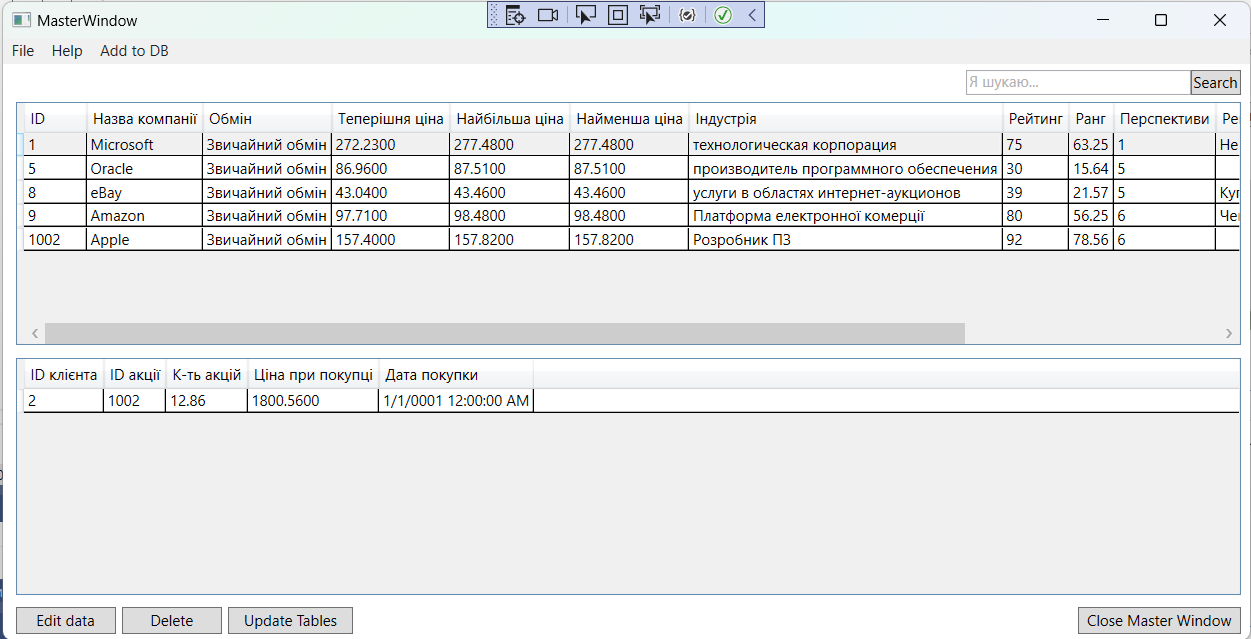 MasterWindow
File Help Add to DB
Я шукаю... Search
ID Назва компанії Обмін Теперішня ціна Найбільша ціна Найменша ціна Індустрія Рейтинг Ранг Перспективи Ре
1 Microsoft Звичайний обмін 272.2300 277.4800 277.4800 технологическая корпорация 75 63.25 1 Не
5 Oracle Звичайний обмін 86.9600 87.5100 87.5100 производитель программного обеспечения 30 15.64 5
8 eBay Звичайний обмін 43.0400 43.4600 43.4600 услуги в областях интернет-аукционов 39 21.57 5 Куп
9 Amazon Звичайний обмін 97.7100 98.4800 98.4800 Платформа електронної комерції 80 56.25 6 Чек
1002 Apple Звичайний обмін 157.4000 157.8200 157.8200 Розробник ПЗ 92 78.56 6
ID клієнта ID акції К-ть акцій Ціна при покупці Дата покупки
2 1002 12.86 1800.5600 1/1/0001 12:00:00 AM
Edit data Delete Update Tables Close Master Window